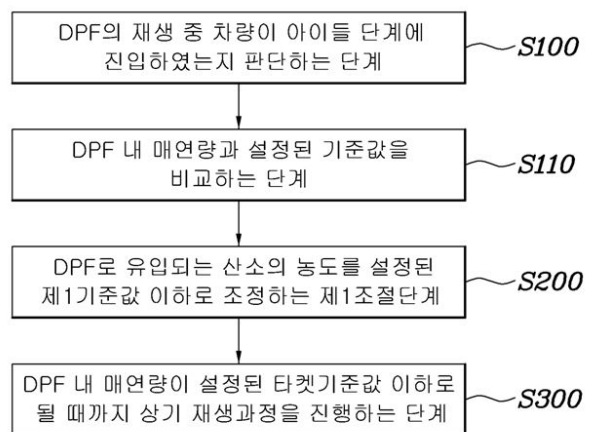 DPF의 재생 중 차량이 아이들 단계에
진입하였는지 판단하는 단계
S100
DPF 내 매연량과 설정된 기준값을
비교하는 단계
S110
DPF로 유입되는 산소의 농도를 설정된
제1기준값 이하로 조정하는 제1조절단계
S200
DPF 내 매연량이 설정된 타켓기준값 이하로
될 때까지 상기 재생과정을 진행하는 단계
S300